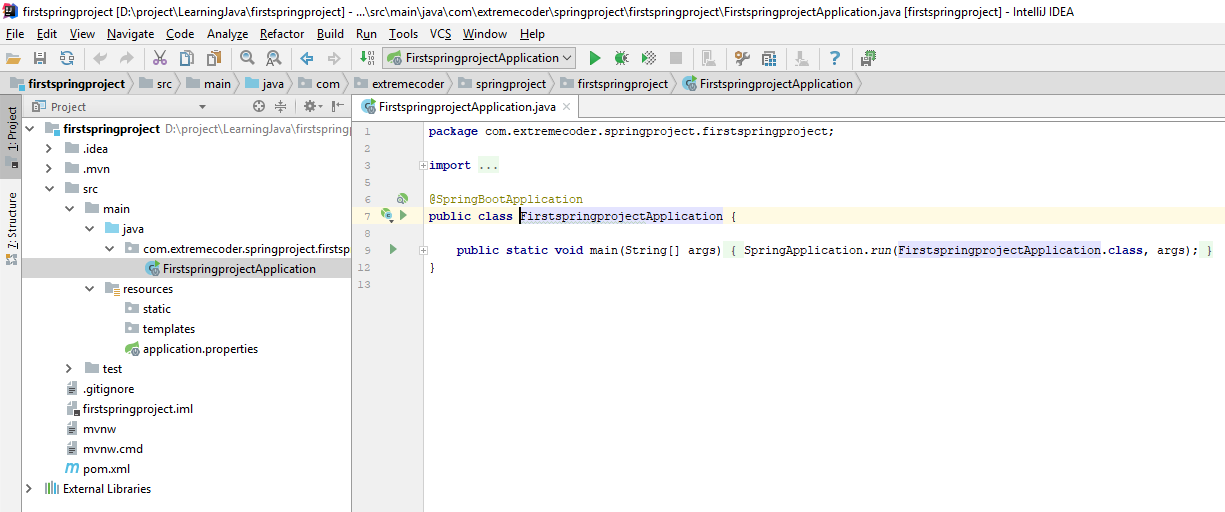 firstspringproject [D:\project\LearningJava\firstspringproject] - ...\src\main\java\com\extremecoder\springproject\firstspringproject\FirstspringprojectApplication.java [firstspringproject] - IntelliJ IDEA
File Edit View Navigate Code Analyze Refactor Build Run Tools VCS Window Help
FirstspringprojectApplication
firstspringproject src main java com extremecoder springproject firstspringproject FirstspringprojectApplication
1: Project
7: Structure
Project
firstspringproject D:\project\LearningJava\firstspring
.idea
.mvn
src
main
java
com.extremecoder.springproject.firstsp
FirstspringprojectApplication
resources
static
templates
application.properties
test
.gitignore
firstspringproject.iml
mvnw
mvnw.cmd
pom.xml
External Libraries
FirstspringprojectApplication.java
1 package com.extremecoder.springproject.firstspringproject;
2
3 import ...
5
6 @SpringBootApplication
7 public class FirstspringprojectApplication {
8
9 public static void main(String[] args) { SpringApplication.run(FirstspringprojectApplication.class, args); }
12 }
13